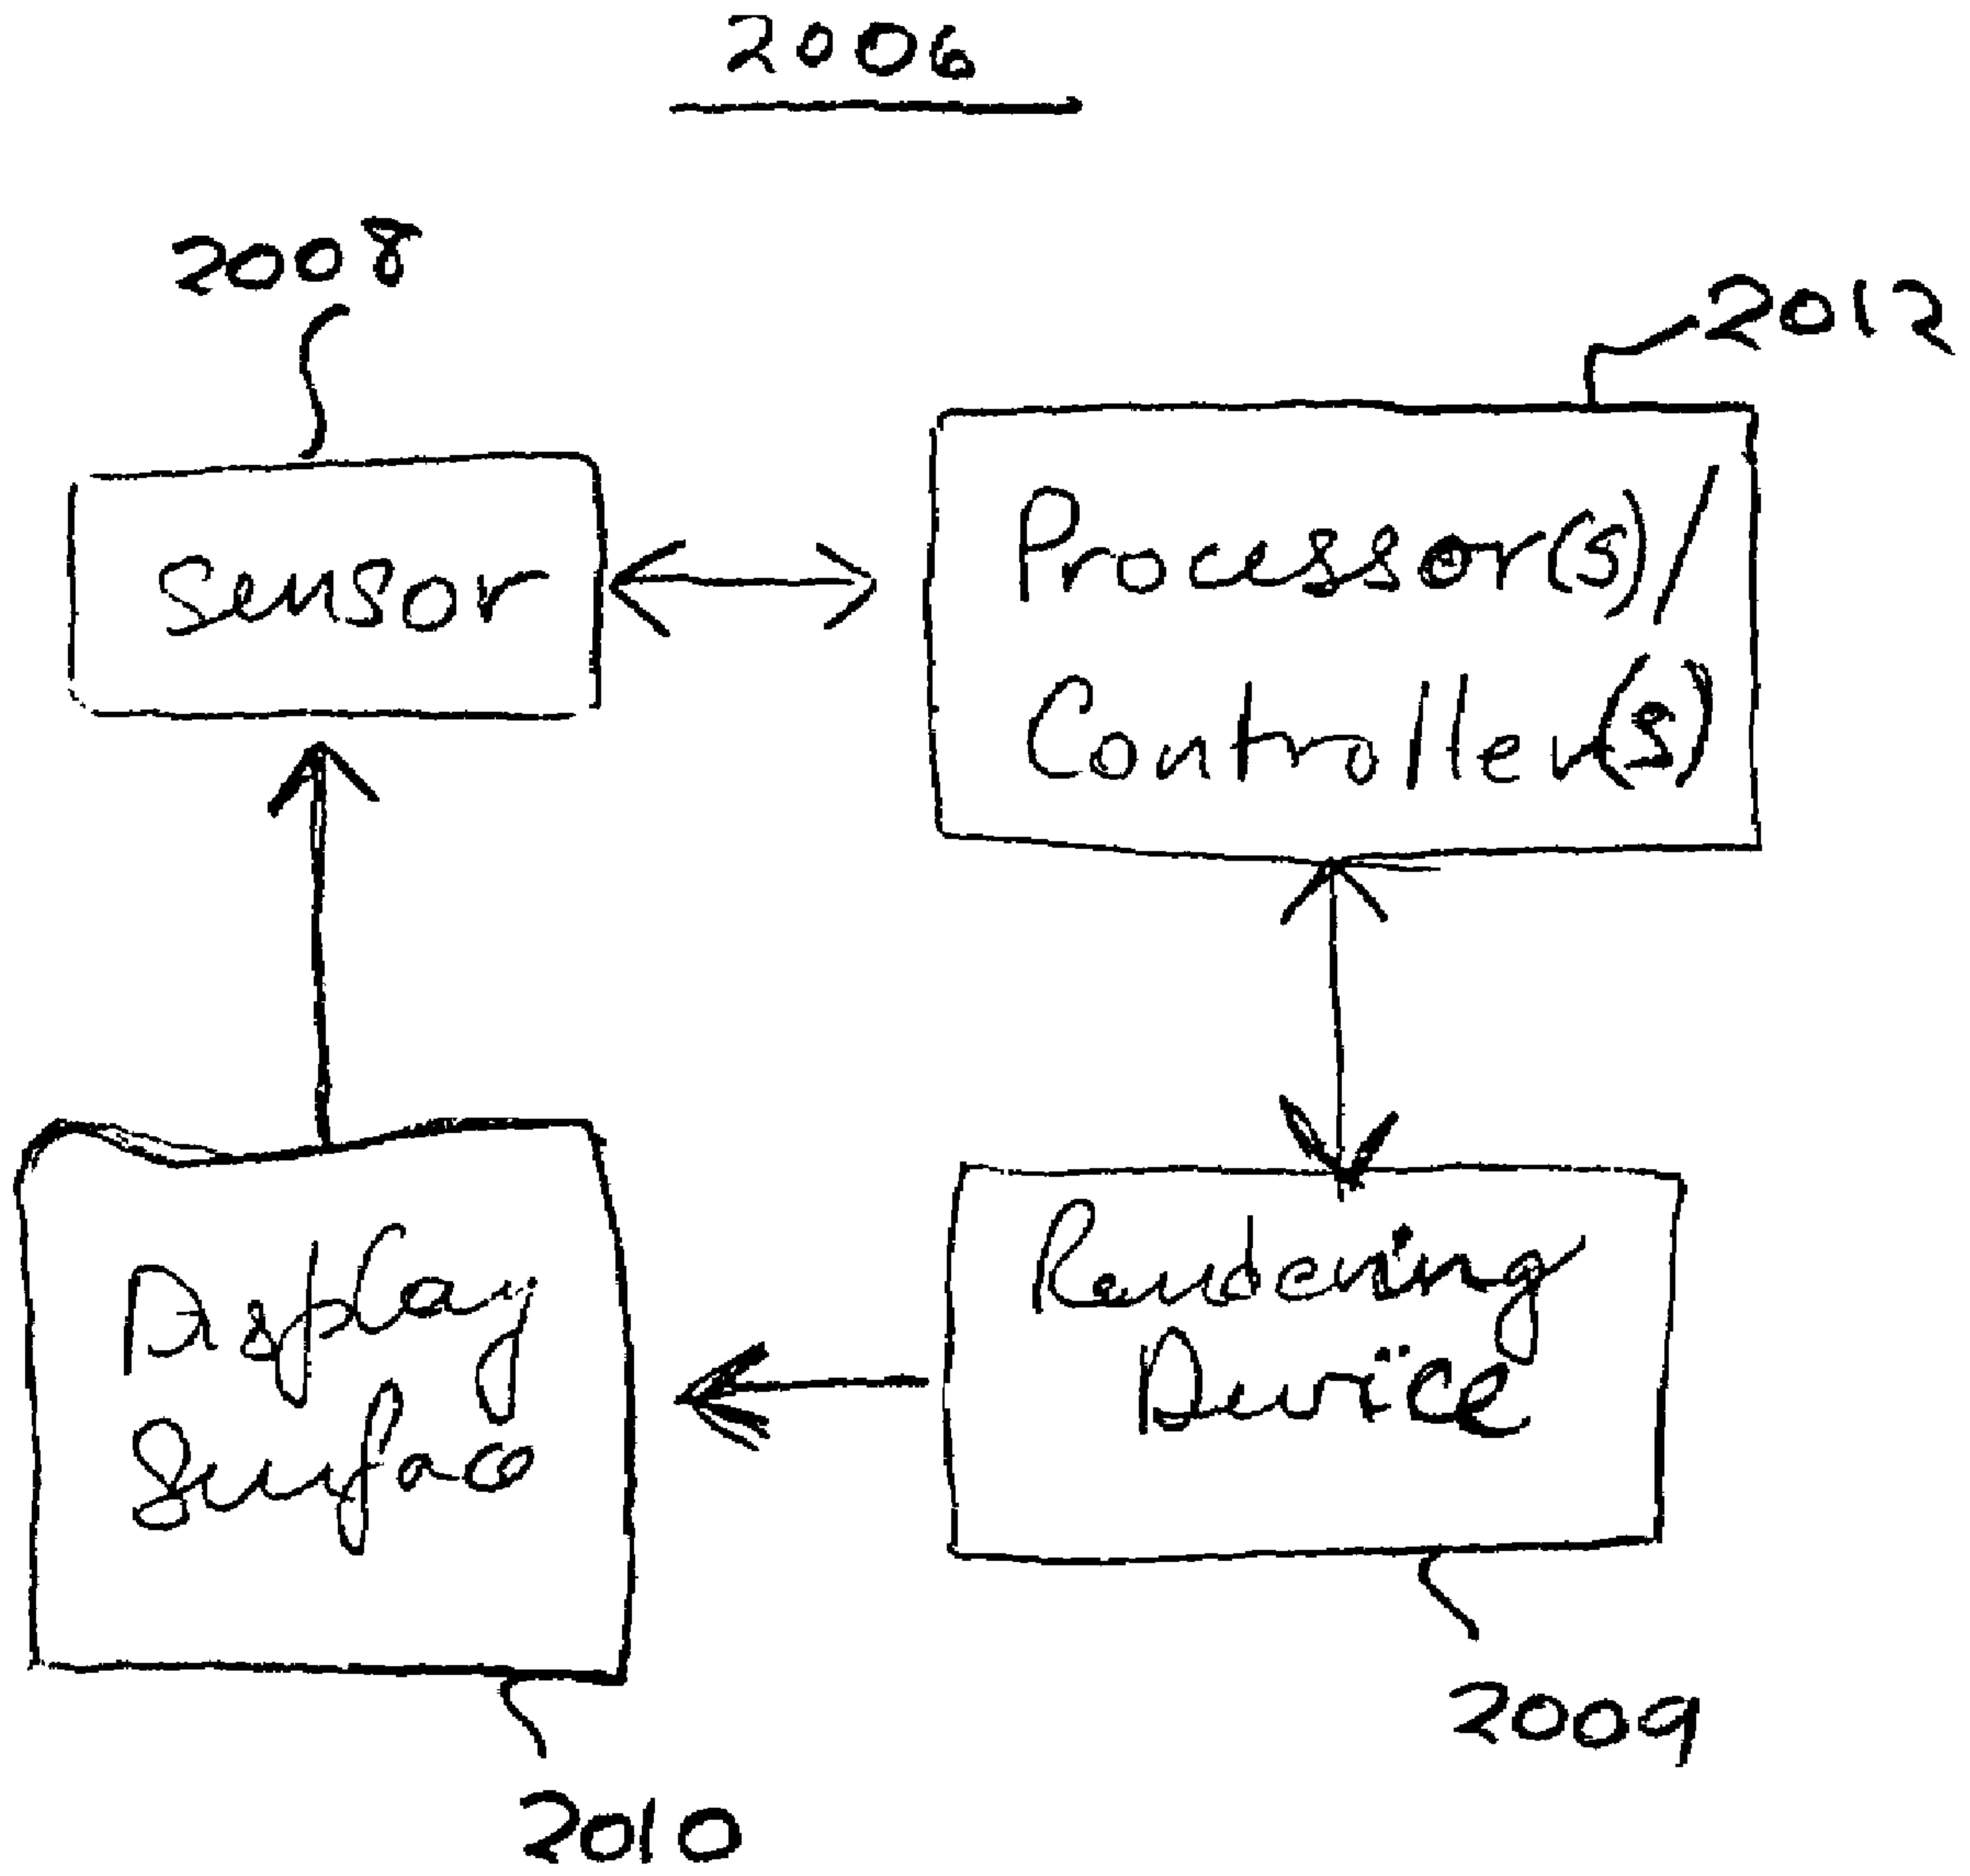 2006
2008
2012
Sensor
Processor(s)/
Controller(s)
Display
Surface
Rendering
Device
2009
2010